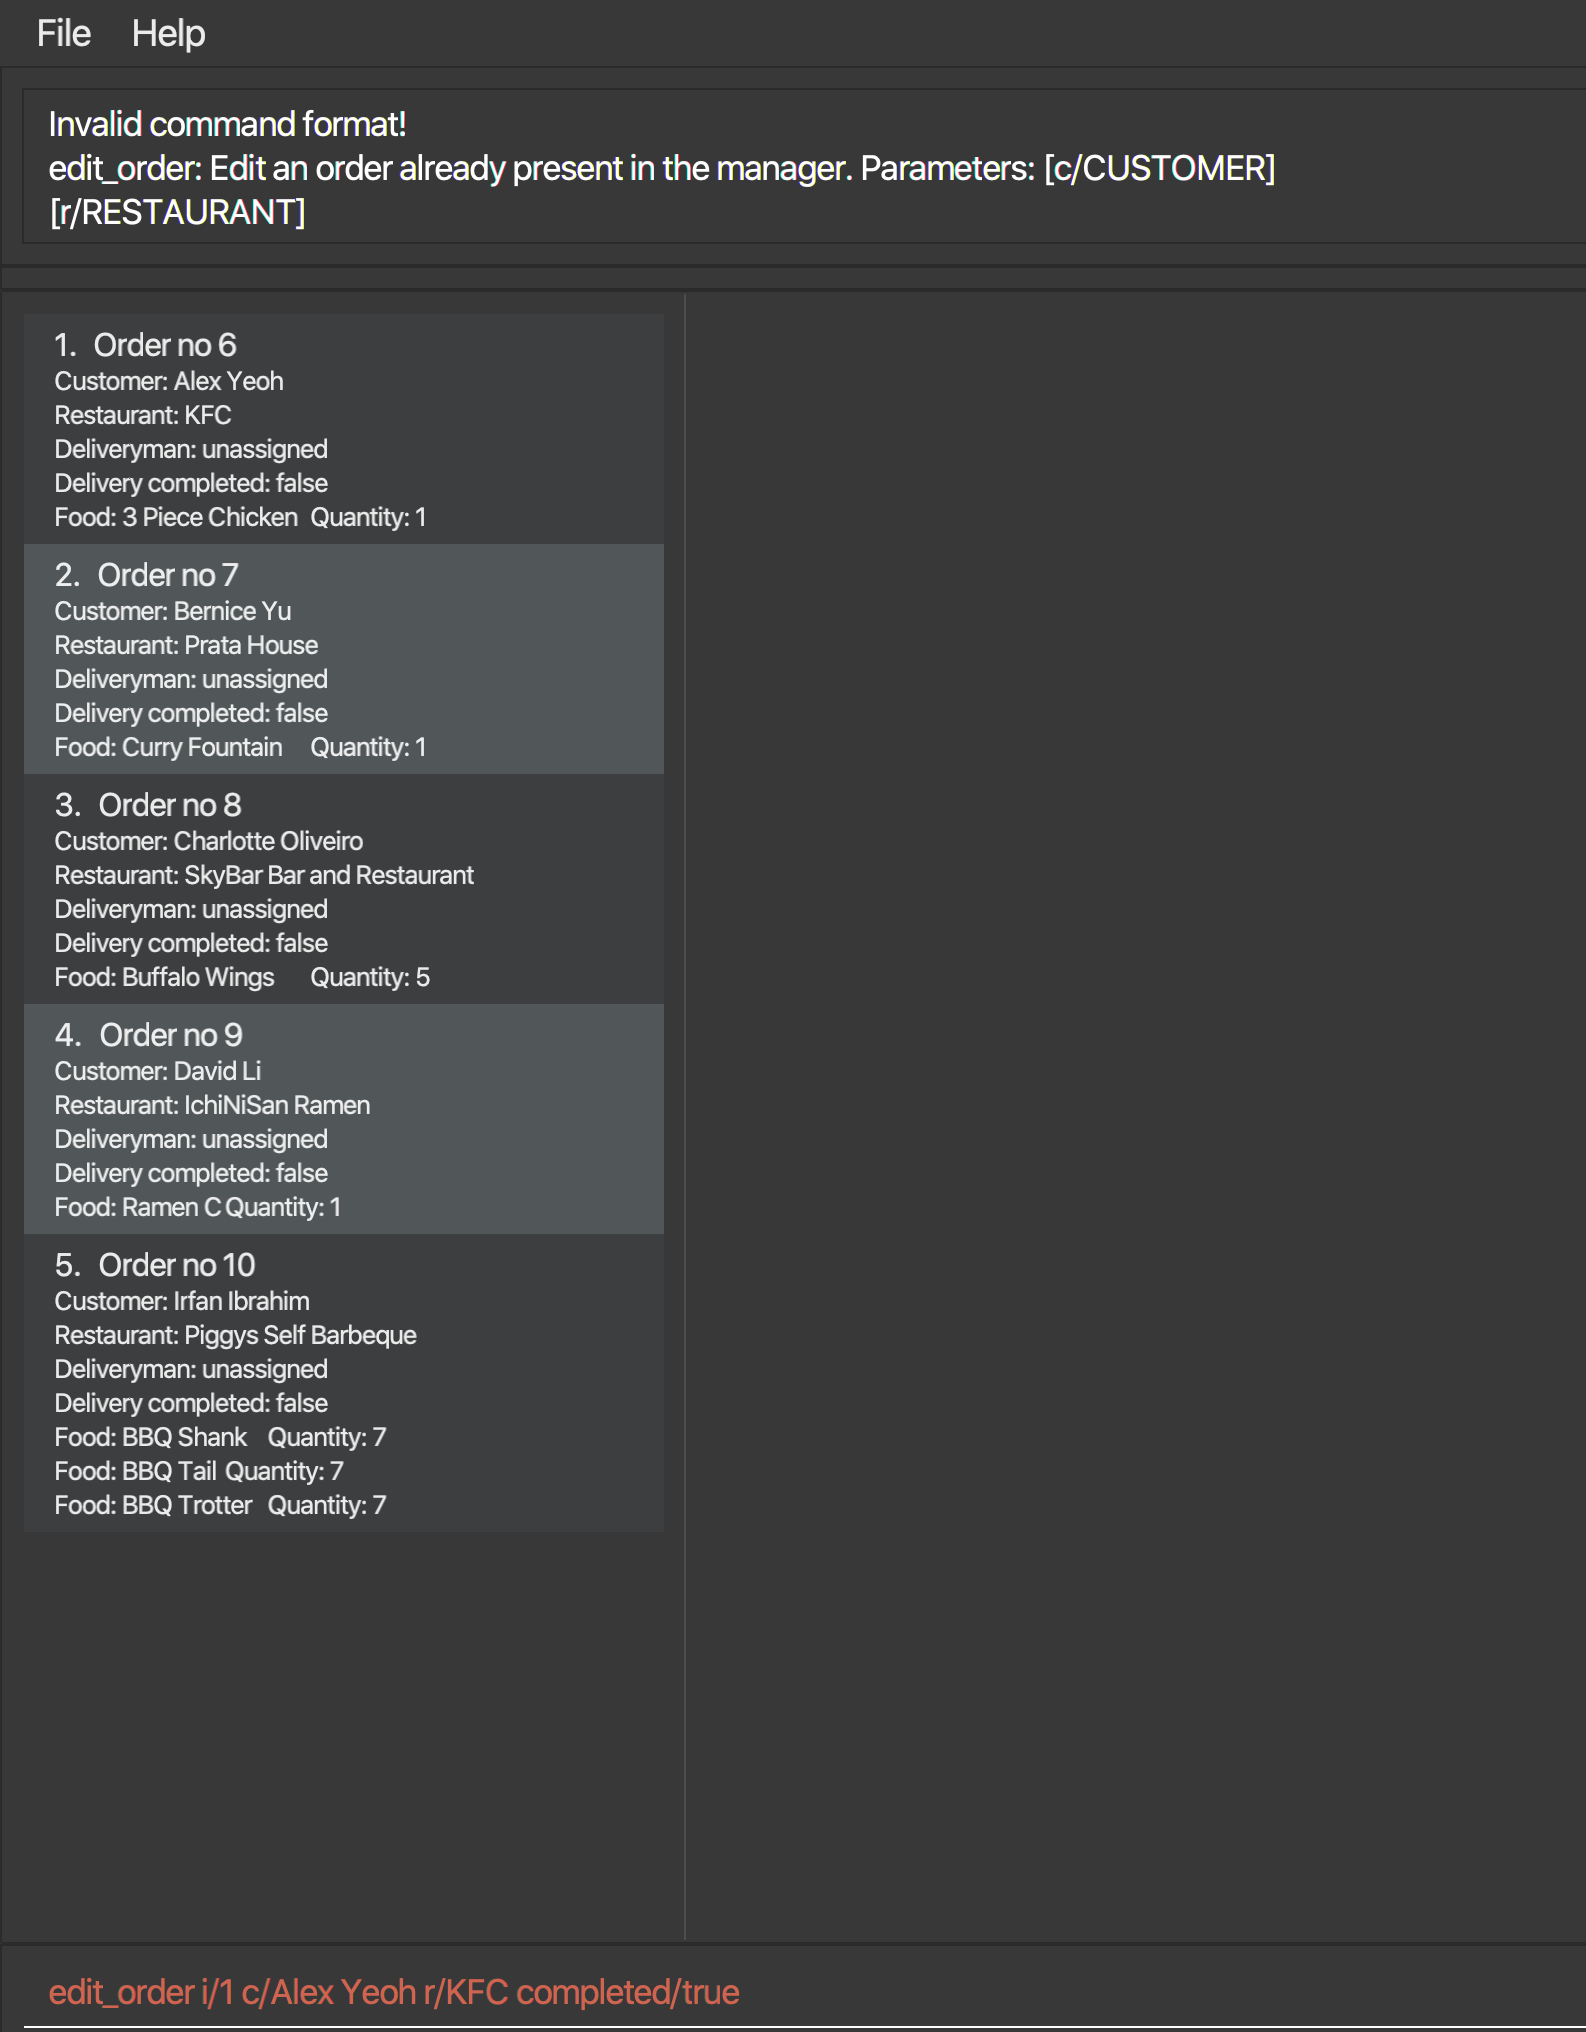 File Help
Invalid command format!
edit_order: Edit an order already present in the manager. Parameters: [c/CUSTOMER]
[r/RESTAURANT]
1. Order no 6
Customer: Alex Yeoh
Restaurant: KFC
Deliveryman: unassigned
Delivery completed: false
Food: 3 Piece Chicken Quantity: 1
2. Order no 7
Customer: Bernice Yu
Restaurant: Prata House
Deliveryman: unassigned
Delivery completed: false
Food: Curry Fountain Quantity: 1
3. Order no 8
Customer: Charlotte Oliveiro
Restaurant: SkyBar Bar and Restaurant
Deliveryman: unassigned
Delivery completed: false
Food: Buffalo Wings Quantity: 5
4. Order no 9
Customer: David Li
Restaurant: IchiNiSan Ramen
Deliveryman: unassigned
Delivery completed: false
Food: Ramen C Quantity: 1
5. Order no 10
Customer: Irfan Ibrahim
Restaurant: Piggys Self Barbeque
Deliveryman: unassigned
Delivery completed: false
Food: BBQ Shank Quantity: 7
Food: BBQ Tail Quantity: 7
Food: BBQ Trotter Quantity: 7
edit_order i/1 c/Alex Yeoh r/KFC completed/true